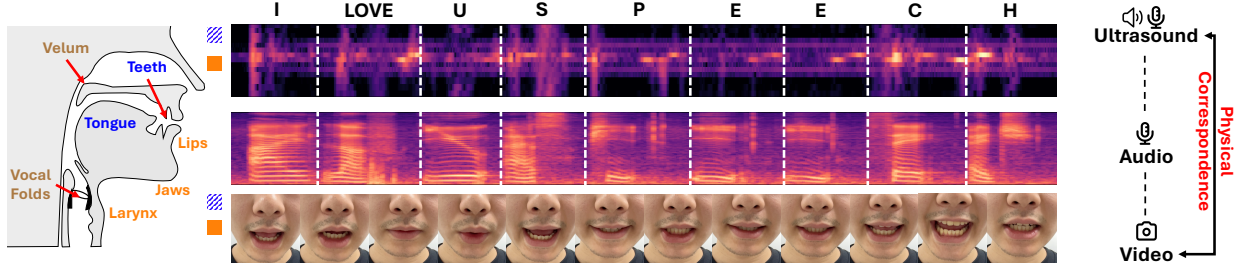 I LOVE U S P E E C H
Velum
Teeth
Tongue
Lips
Vocal
Folds
Jaws
Larynx
Ultrasound
Audio
Video
Physical
Correspondence